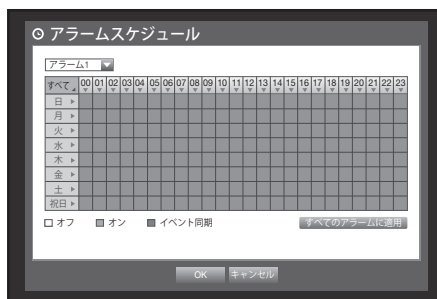 アラームスケジュール
アラーム1
すべて 00 01 02 03 04 05 06 07 08 09 10 11 12 13 14 15 16 17 18 19 20 21 22 23
日
月
火
水
木
金
土
祝日
オフ オン イベント同期 すべてのアラームに適用
OK キャンセル